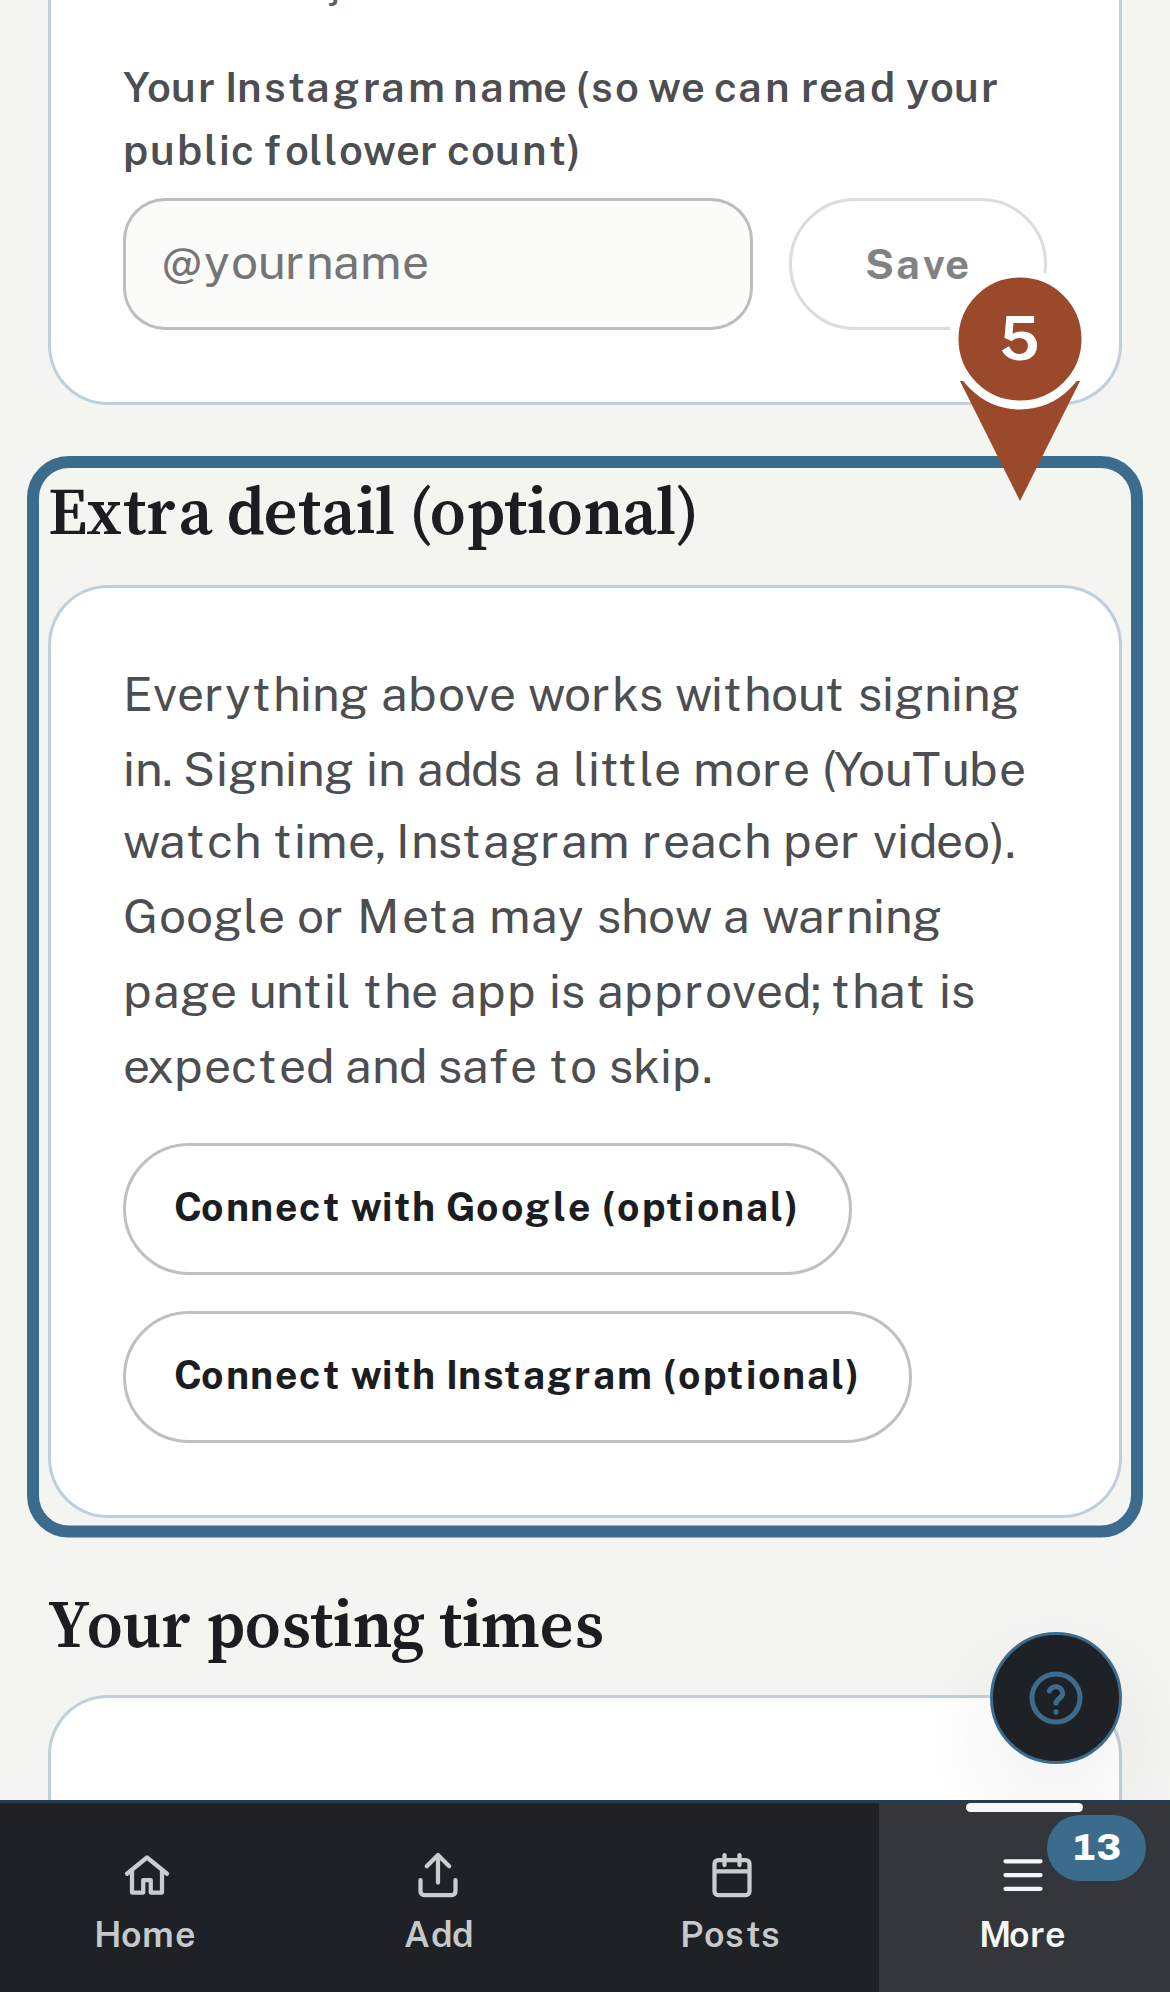 Your Instagram name (so we can read your
public follower count)
@yourname
Save
5
Extra detail (optional)
Everything above works without signing
in. Signing in adds a little more (YouTube
watch time, Instagram reach per video).
Google or Meta may show a warning
page until the app is approved; that is
expected and safe to skip.
Connect with Google (optional)
Connect with Instagram (optional)
Your posting times
13
Home
Add
Posts
More